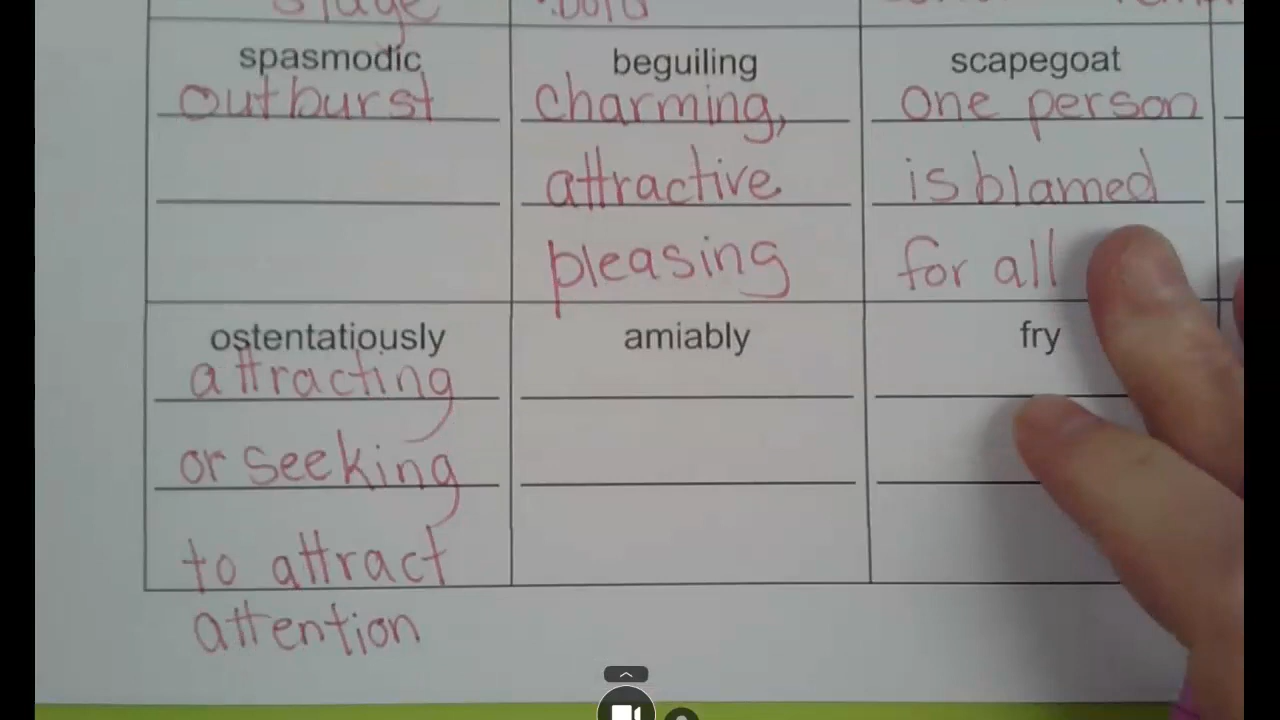 spasmodic
outburst
beguiling
charming,
attractive
pleasing
scapegoat
one person
is blamed
for all
ostentatiously
attracting
or seeking
to attract
attention
amiably
fry